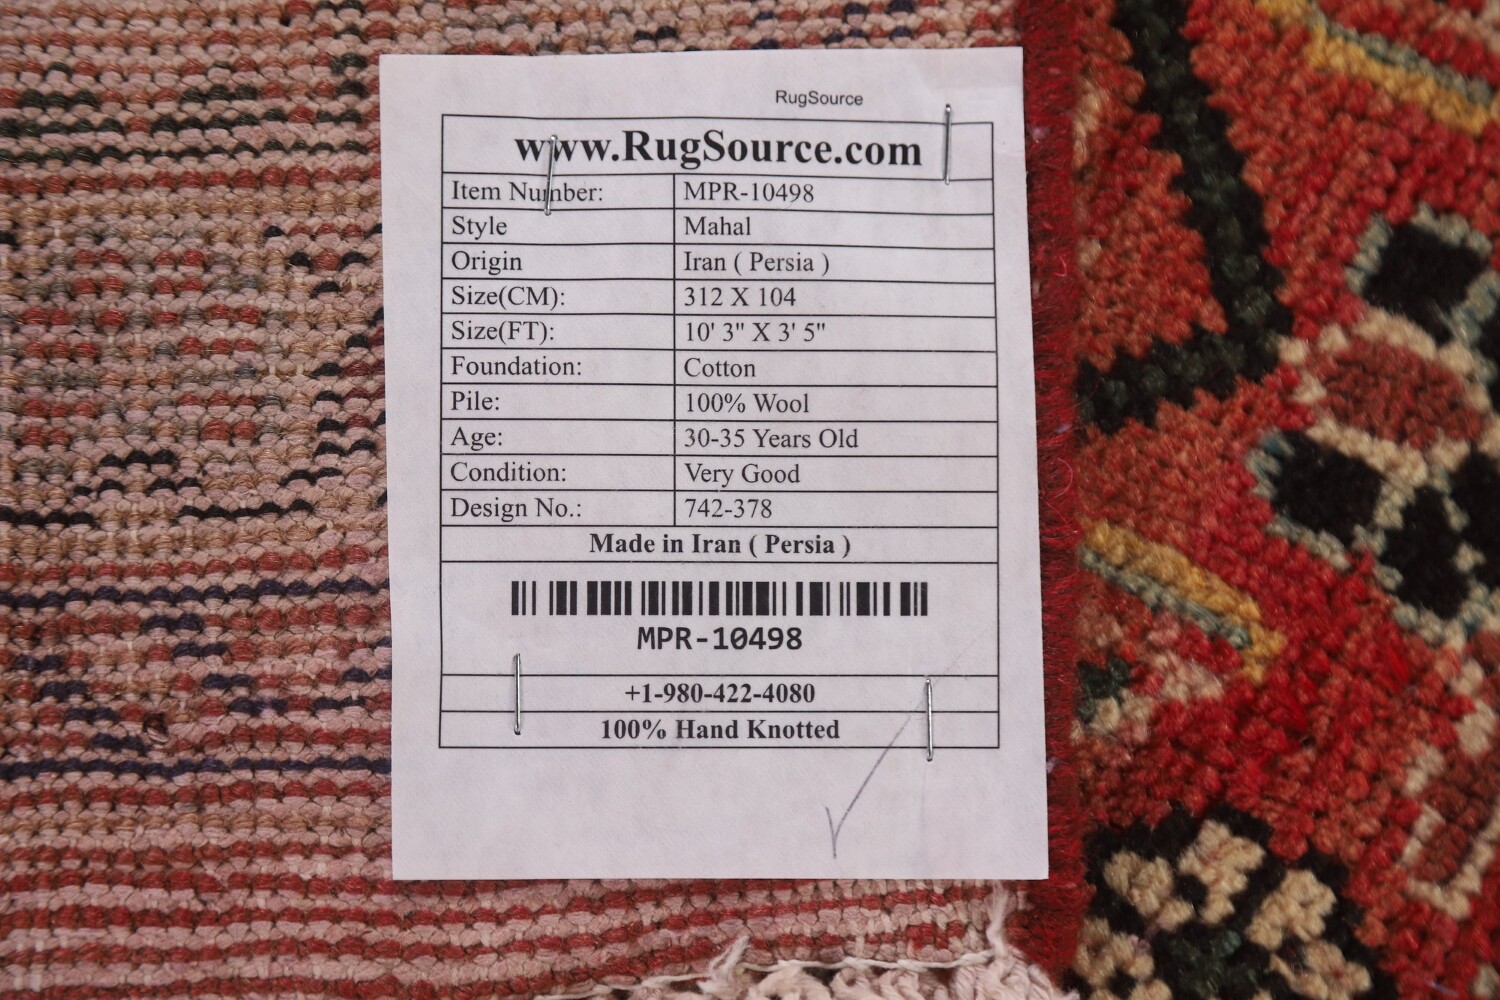 RugSource
www.RugSource.com
Item Number: MPR-10498
Style Mahal
Origin Iran ( Persia )
Size(CM): 312 X 104
Size(FT): 10' 3" X 3' 5"
Foundation: Cotton
Pile: 100% Wool
Age: 30-35 Years Old
Condition: Very Good
Design No.: 742-378
Made in Iran ( Persia )
MPR-10498
+1-980-422-4080
100% Hand Knotted